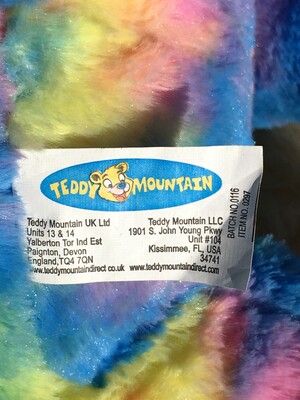 TEDDY MOUNTAIN
Teddy Mountain UK Ltd
Units 13 & 14
Yalberton Tor Ind Est
Paignton, Devon
England,TQ4 7QN
www.teddymountaindirect.co.uk
Teddy Mountain LLC
1901 S. John Young Pkwy
Unit #104
Kissimmee, FL, USA
34741
www.teddymountaindirect.com
BATCH NO.0116
ITEM NO. 0297